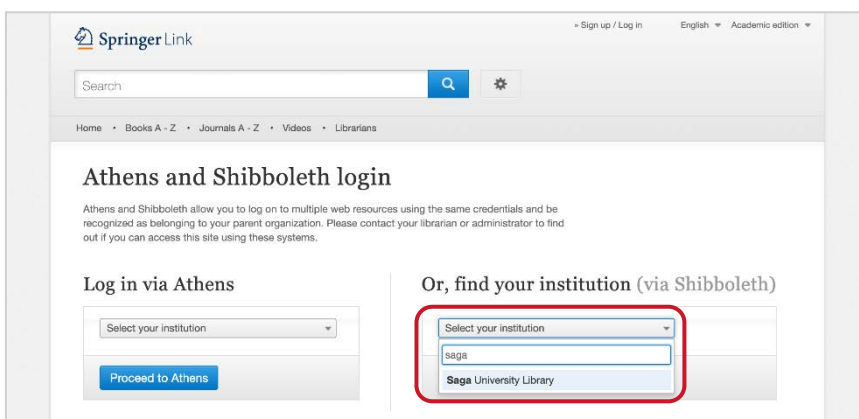 » Sign up / Log in English Academic edition
Springer Link
Search
Home • Books A - Z • Journals A - Z • Videos • Librarians
Athens and Shibboleth login
Athens and Shibboleth allow you to log on to multiple web resources using the same credentials and be
recognized as belonging to your parent organization. Please contact your librarian or administrator to find
out if you can access this site using these systems.
Log in via Athens
Select your institution
Proceed to Athens
Or, find your institution (via Shibboleth)
Select your institution
saga
Saga University Library